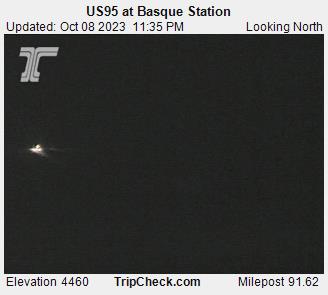 US95 at Basque Station
Updated: Oct 08 2023 11:35 PM Looking North
Elevation 4460 TripCheck.com Milepost 91.62